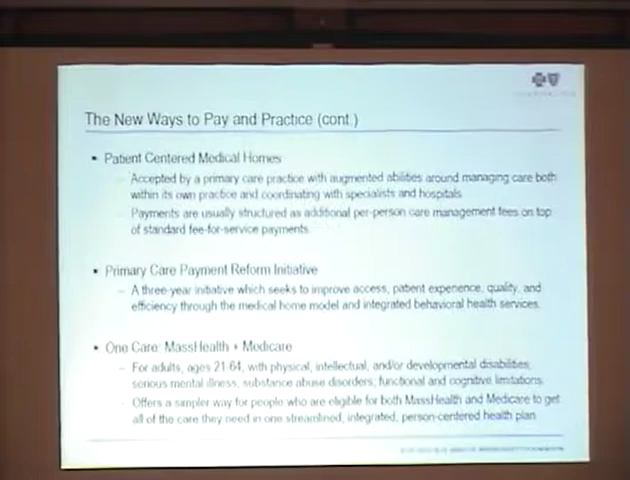 The New Ways to Pay and Practice (cont.)
• Patient Centered Medical Homes
– Accepted by a primary care practice with augmented abilities around managing care both
within its own practice and coordinating with specialists and hospitals
– Payments are usually structured as additional per-person care management fees on top
of standard fee-for-service payments.
• Primary Care Payment Reform Initiative
– A three-year initiative which seeks to improve access, patient experience, quality, and
efficiency through the medical home model and integrated behavioral health services.
• One Care: MassHealth + Medicare
– For adults, ages 21-64, with physical, intellectual, and/or developmental disabilities,
serious mental illness, substance abuse disorders, functional and cognitive limitations.
– Offers a simpler way for people who are eligible for both MassHealth and Medicare to get
all of the care they need in one streamlined, integrated, person-centered health plan